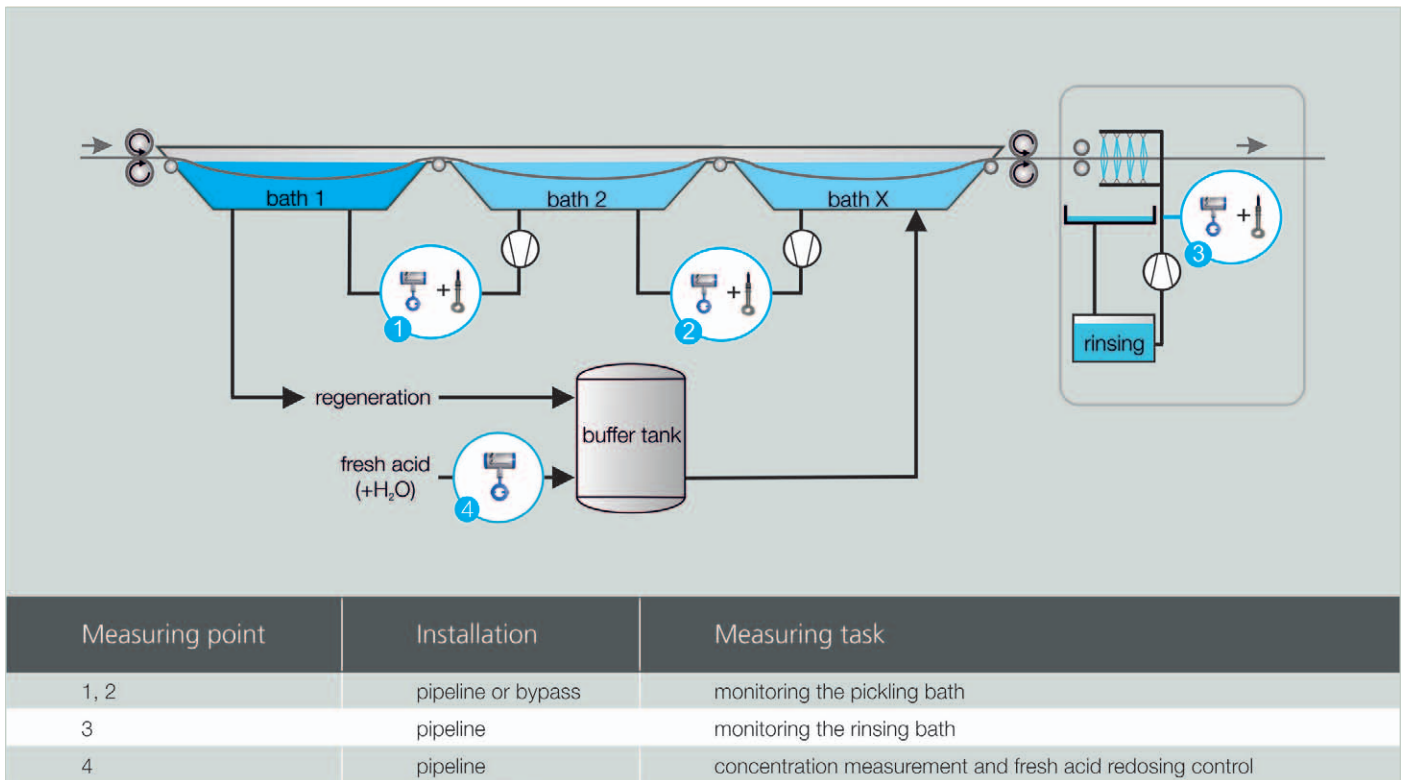 bath 1
bath 2
bath X
1
2
3
rinsing
regeneration
buffer tank
fresh acid
(+H₂O)
4
Measuring point Installation Measuring task
1, 2 pipeline or bypass monitoring the pickling bath
3 pipeline monitoring the rinsing bath
4 pipeline concentration measurement and fresh acid redosing control